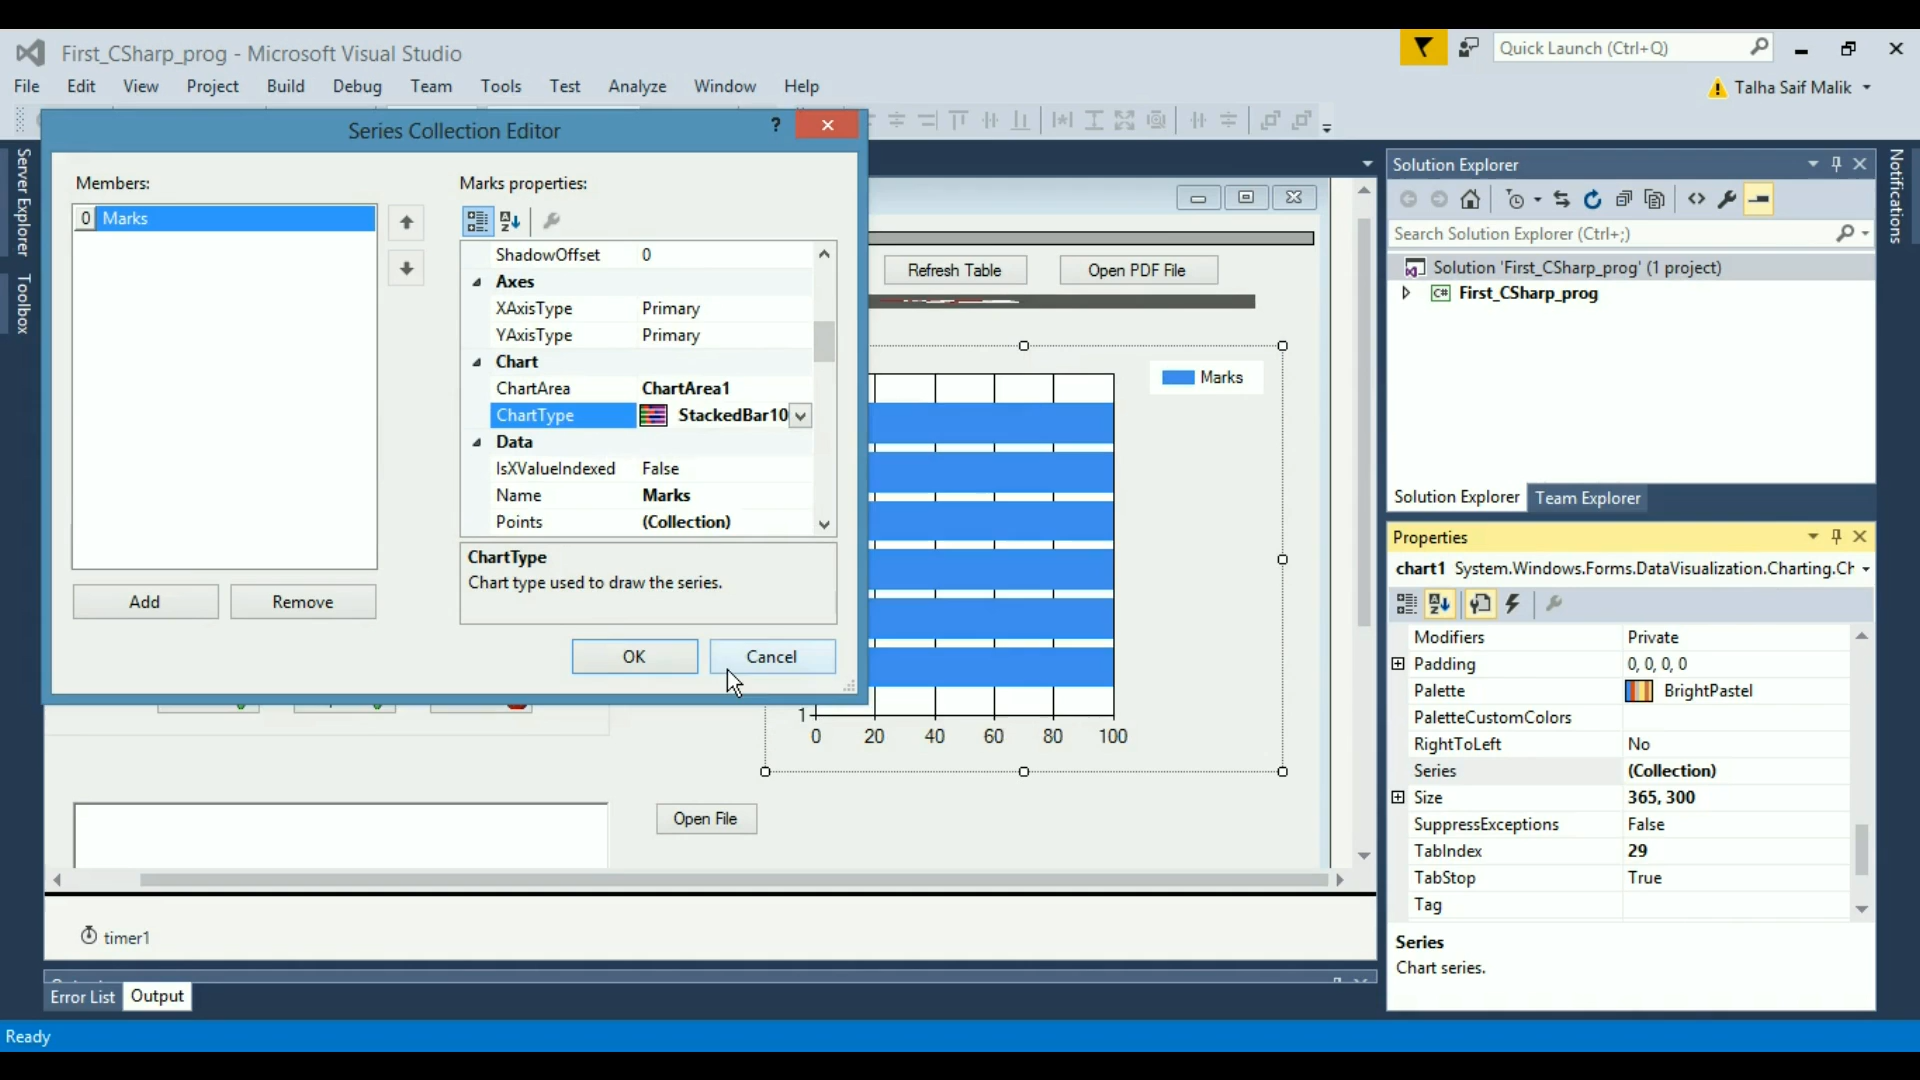 First_CSharp_prog - Microsoft Visual Studio
Quick Launch (Ctrl+Q)
File Edit View Project Build Debug Team Tools Test Analyze Window Help
Talha Saif Malik
Series Collection Editor
?
Server Explorer
Toolbox
Members:
0 Marks
Add
Remove
Marks properties:
ShadowOffset 0
Axes
XAxisType Primary
YAxisType Primary
Chart
ChartArea ChartArea1
ChartType StackedBar10
Data
IsXValueIndexed False
Name Marks
Points (Collection)
ChartType
Chart type used to draw the series.
OK
Cancel
Refresh Table
Open PDF File
Marks
1
0 20 40 60 80 100
Open File
timer1
Error List
Output
Ready
Solution Explorer
Search Solution Explorer (Ctrl+;)
Solution 'First_CSharp_prog' (1 project)
C# First_CSharp_prog
Solution Explorer
Team Explorer
Notifications
Properties
chart1 System.Windows.Forms.DataVisualization.Charting.Ch
Modifiers Private
Padding 0, 0, 0, 0
Palette BrightPastel
PaletteCustomColors
RightToLeft No
Series (Collection)
Size 365, 300
SuppressExceptions False
TabIndex 29
TabStop True
Tag
Series
Chart series.